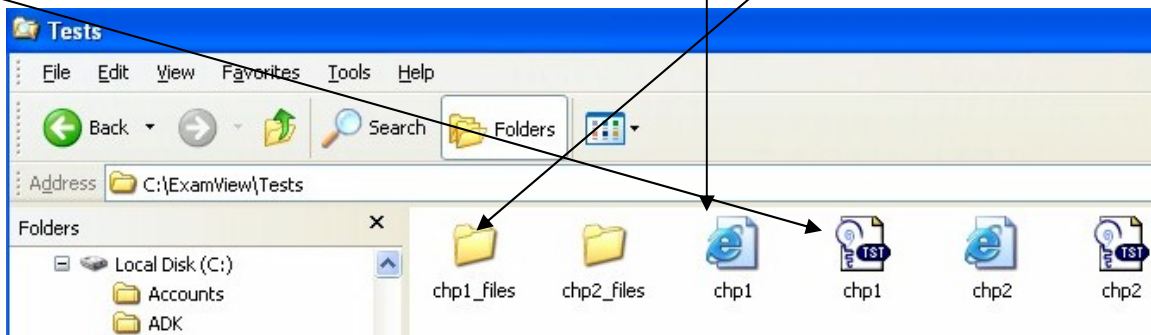 Tests
File Edit View Favorites Tools Help
Back Search Folders
Address C:\ExamView\Tests
Folders x
Local Disk (C:)
Accounts
ADK
chp1_files chp2_files chp1 chp1 chp2 chp2
TST TST